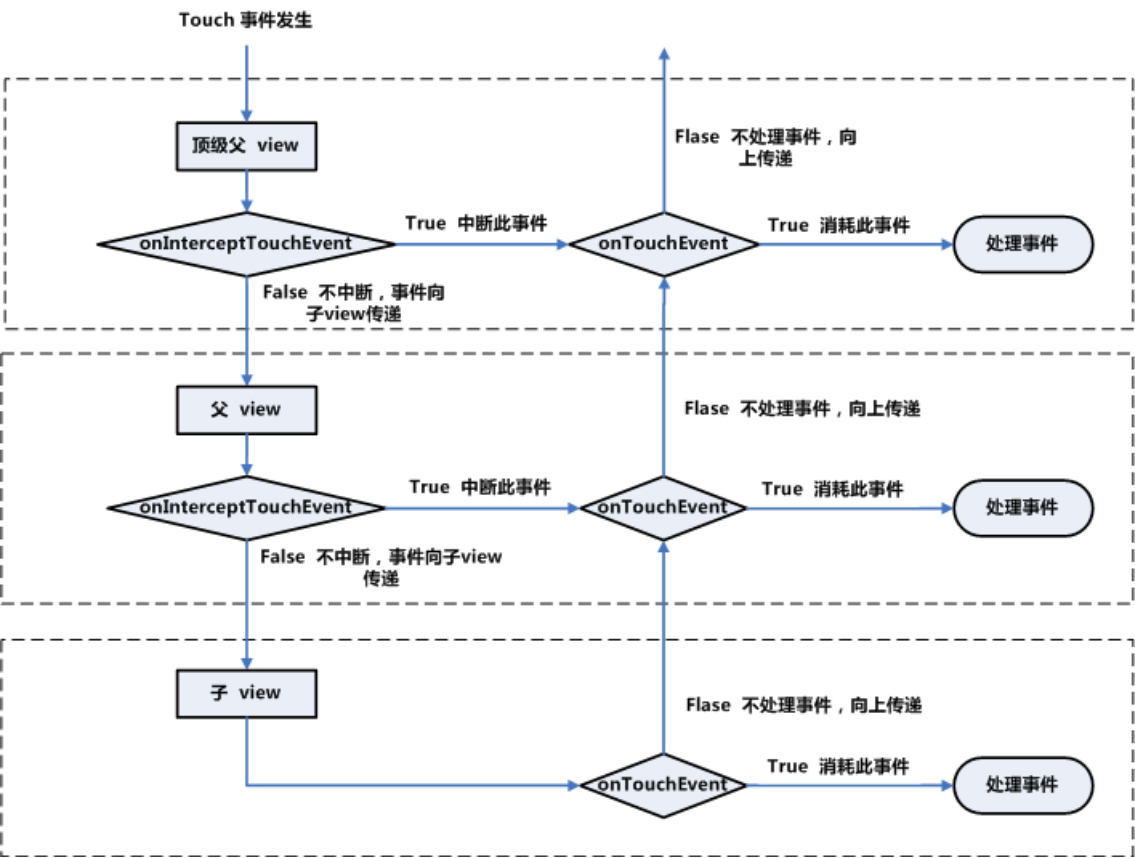 Touch 事件发生
顶级父 view
Flase 不处理事件，向
上传递
onInterceptTouchEvent
True 中断此事件
onTouchEvent
True 消耗此事件
处理事件
False 不中断，事件向
子view传递
父 view
Flase 不处理事件，向上传递
onInterceptTouchEvent
True 中断此事件
onTouchEvent
True 消耗此事件
处理事件
False 不中断，事件向子view
传递
子 view
Flase 不处理事件，向上传递
onTouchEvent
True 消耗此事件
处理事件